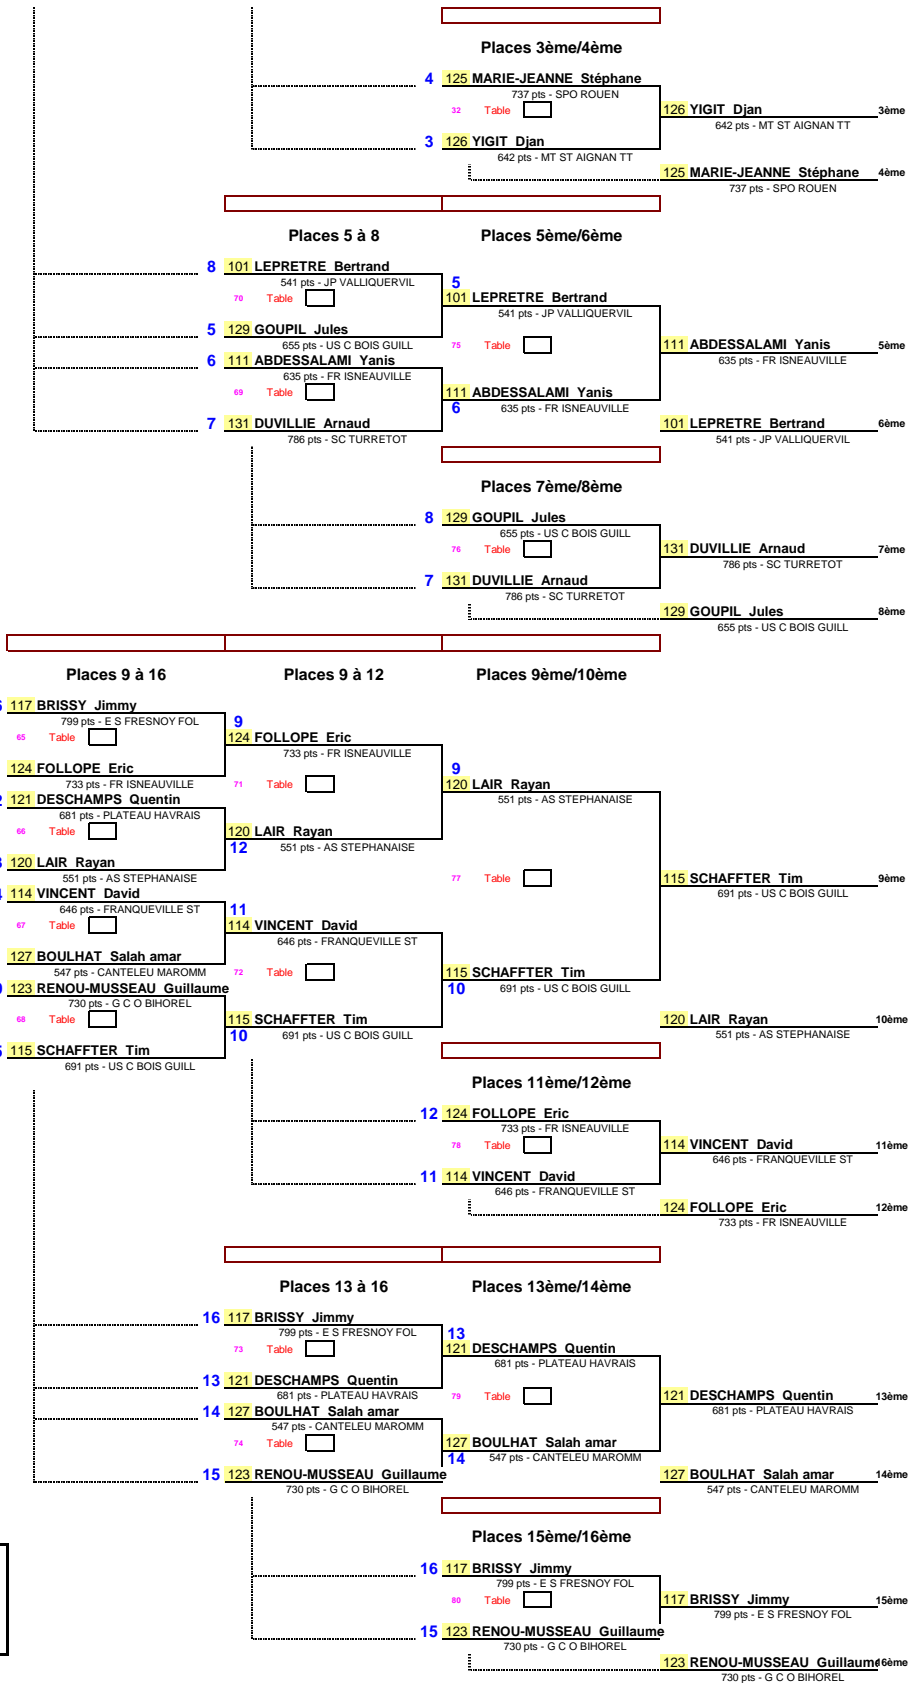 Places 3ème/4ème
4 125 MARIE-JEANNE Stéphane
737 pts - SPO ROUEN
32 Table
126 YIGIT Djan 3ème
642 pts - MT ST AIGNAN TT
3 126 YIGIT Djan
642 pts - MT ST AIGNAN TT
125 MARIE-JEANNE Stéphane 4ème
737 pts - SPO ROUEN
Places 5 à 8 Places 5ème/6ème
8 101 LEPRETRE Bertrand
541 pts - JP VALLIQUERVIL
5
70 Table
101 LEPRETRE Bertrand
541 pts - JP VALLIQUERVIL
5 129 GOUPIL Jules
655 pts - US C BOIS GUILL
75 Table
111 ABDESSALAMI Yanis 5ème
635 pts - FR ISNEAUVILLE
6 111 ABDESSALAMI Yanis
635 pts - FR ISNEAUVILLE
69 Table
111 ABDESSALAMI Yanis
6 635 pts - FR ISNEAUVILLE
7 131 DUVILLIE Arnaud
786 pts - SC TURRETOT
101 LEPRETRE Bertrand 6ème
541 pts - JP VALLIQUERVIL
Places 7ème/8ème
8 129 GOUPIL Jules
655 pts - US C BOIS GUILL
76 Table
131 DUVILLIE Arnaud 7ème
786 pts - SC TURRETOT
7 131 DUVILLIE Arnaud
786 pts - SC TURRETOT
129 GOUPIL Jules 8ème
655 pts - US C BOIS GUILL
Places 9 à 16 Places 9 à 12 Places 9ème/10ème
117 BRISSY Jimmy
799 pts - E S FRESNOY FOL
9
65 Table
124 FOLLOPE Eric
733 pts - FR ISNEAUVILLE
124 FOLLOPE Eric
733 pts - FR ISNEAUVILLE
9
71 Table
120 LAIR Rayan
551 pts - AS STEPHANAISE
121 DESCHAMPS Quentin
681 pts - PLATEAU HAVRAIS
66 Table
120 LAIR Rayan
12 551 pts - AS STEPHANAISE
120 LAIR Rayan
551 pts - AS STEPHANAISE
77 Table
115 SCHAFFTER Tim 9ème
691 pts - US C BOIS GUILL
114 VINCENT David
646 pts - FRANQUEVILLE ST
11
67 Table
114 VINCENT David
646 pts - FRANQUEVILLE ST
127 BOULHAT Salah amar
547 pts - CANTELEU MAROMM
72 Table
115 SCHAFFTER Tim
10 691 pts - US C BOIS GUILL
123 RENOU-MUSSEAU Guillaume
730 pts - G C O BIHOREL
68 Table
115 SCHAFFTER Tim
10 691 pts - US C BOIS GUILL
120 LAIR Rayan 10ème
551 pts - AS STEPHANAISE
115 SCHAFFTER Tim
691 pts - US C BOIS GUILL
Places 11ème/12ème
12 124 FOLLOPE Eric
733 pts - FR ISNEAUVILLE
78 Table
114 VINCENT David 11ème
646 pts - FRANQUEVILLE ST
11 114 VINCENT David
646 pts - FRANQUEVILLE ST
124 FOLLOPE Eric 12ème
733 pts - FR ISNEAUVILLE
Places 13 à 16 Places 13ème/14ème
16 117 BRISSY Jimmy
799 pts - E S FRESNOY FOL
13
73 Table
121 DESCHAMPS Quentin
681 pts - PLATEAU HAVRAIS
13 121 DESCHAMPS Quentin
681 pts - PLATEAU HAVRAIS
79 Table
121 DESCHAMPS Quentin 13ème
681 pts - PLATEAU HAVRAIS
14 127 BOULHAT Salah amar
547 pts - CANTELEU MAROMM
74 Table
127 BOULHAT Salah amar
14 547 pts - CANTELEU MAROMM
15 123 RENOU-MUSSEAU Guillaume
730 pts - G C O BIHOREL
127 BOULHAT Salah amar 14ème
547 pts - CANTELEU MAROMM
Places 15ème/16ème
16 117 BRISSY Jimmy
799 pts - E S FRESNOY FOL
80 Table
117 BRISSY Jimmy 15ème
799 pts - E S FRESNOY FOL
15 123 RENOU-MUSSEAU Guillaume
730 pts - G C O BIHOREL
123 RENOU-MUSSEAU Guillaume 16ème
730 pts - G C O BIHOREL